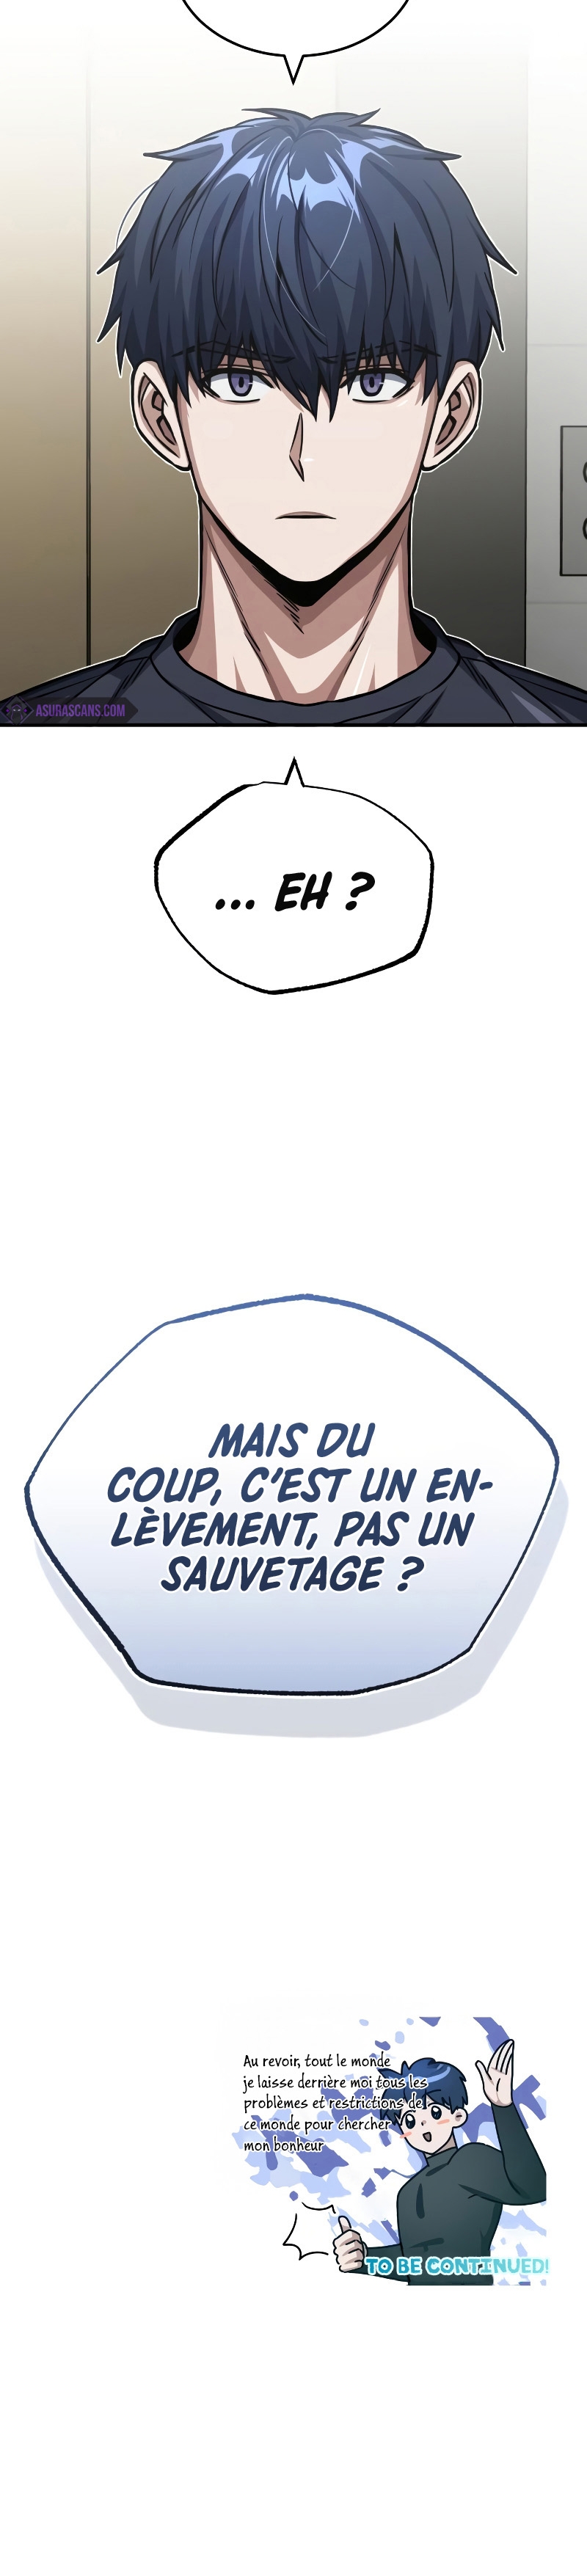 ASURASCANS.COM
... EH ?
MAIS DU
COUP, C'EST UN EN-
LÈVEMENT, PAS UN
SAUVETAGE ?
Au revoir, tout le monde
je laisse derrière moi tous les
problèmes et restrictions de
ce monde pour chercher
mon bonheur
TO BE CONTINUED!